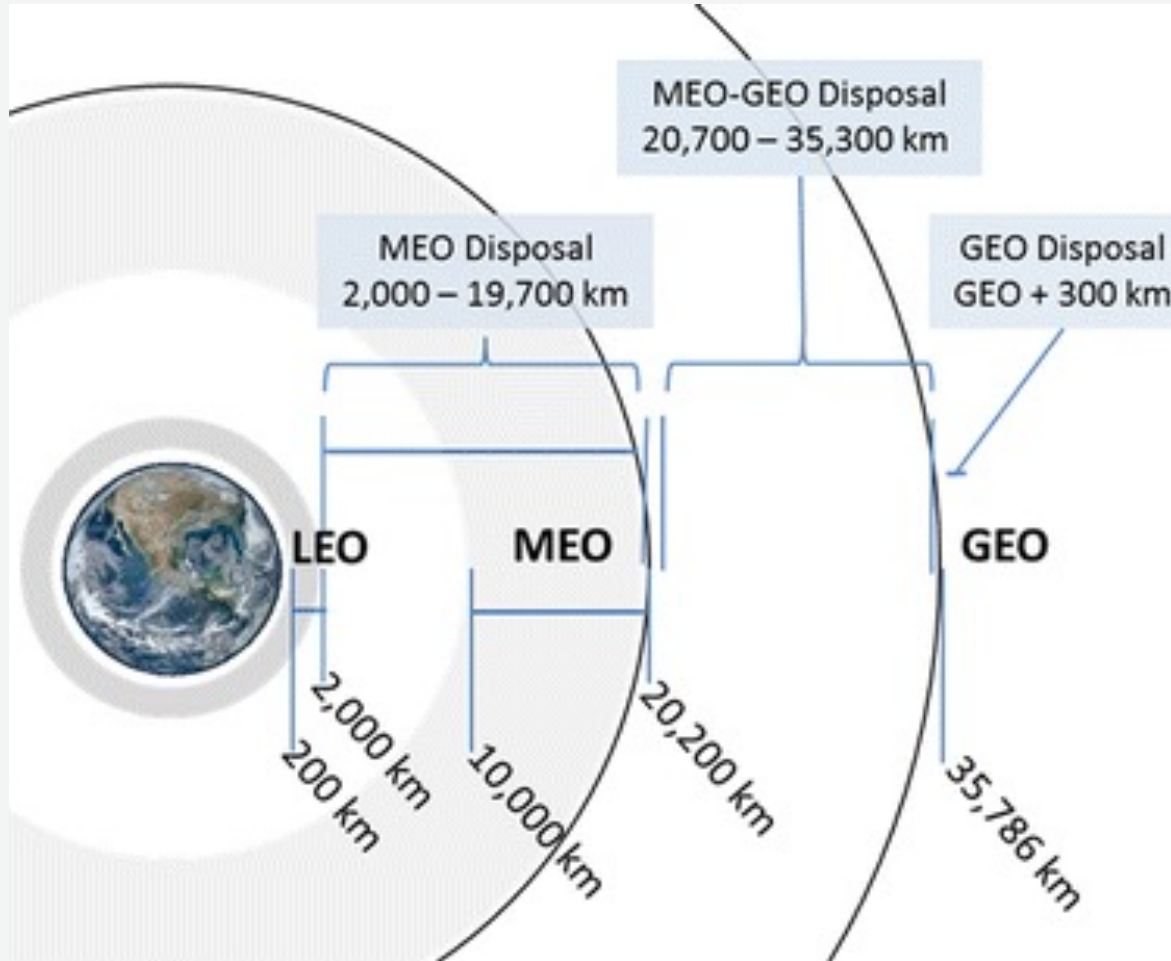 MEO-GEO Disposal
20,700 – 35,300 km
MEO Disposal
2,000 – 19,700 km
GEO Disposal
GEO + 300 km
LEO
MEO
GEO
200 km
2,000 km
10,000 km
20,200 km
35,786 km